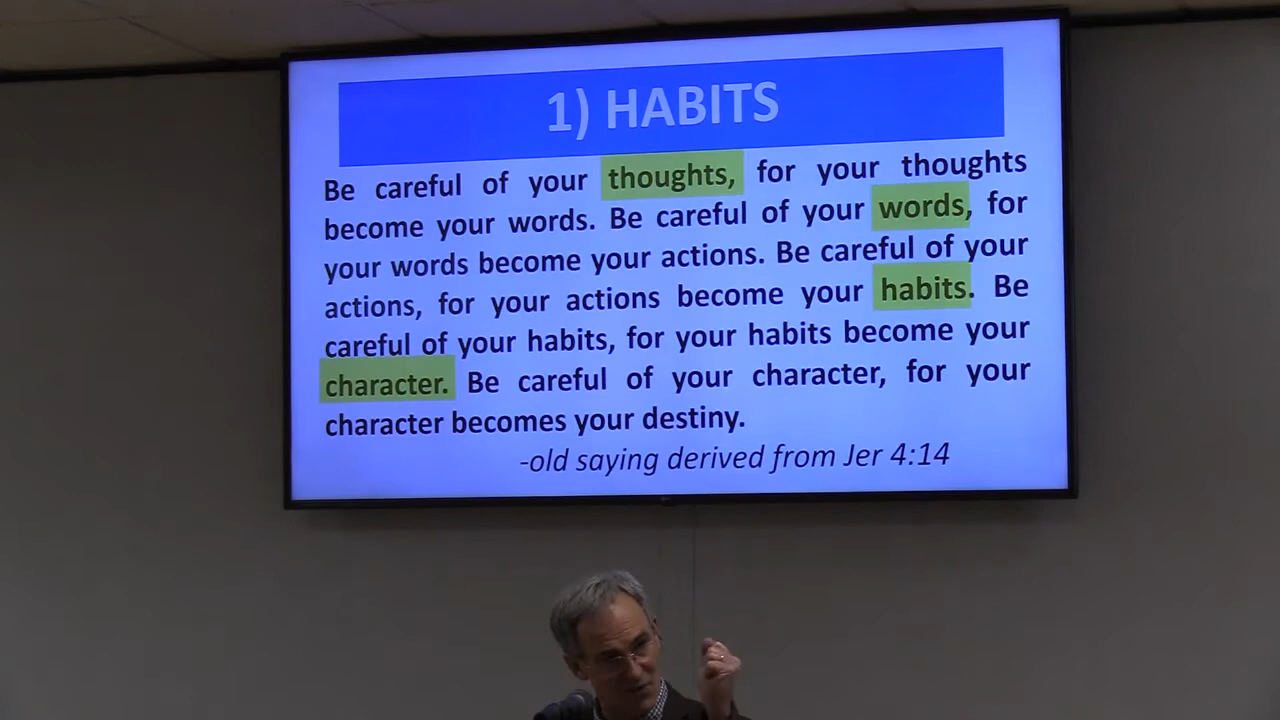 1) HABITS
Be careful of your thoughts, for your thoughts
become your words. Be careful of your words, for
your words become your actions. Be careful of your
actions, for your actions become your habits. Be
careful of your habits, for your habits become your
character. Be careful of your character, for your
character becomes your destiny.
-old saying derived from Jer 4:14